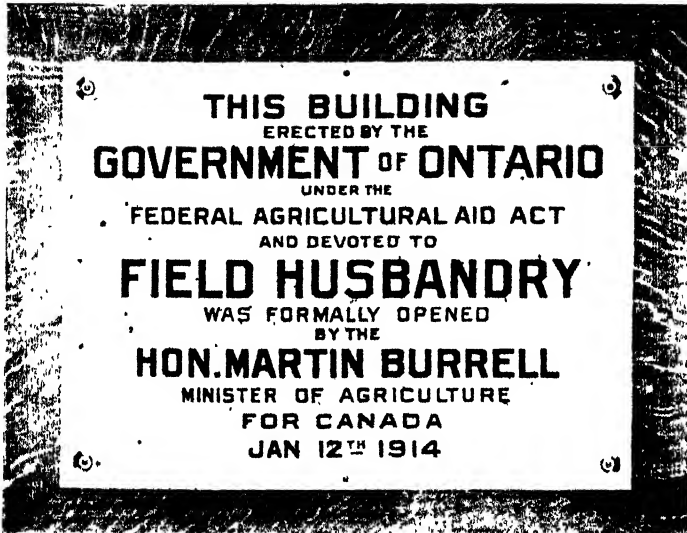 THIS BUILDING
ERECTED BY THE
GOVERNMENT OF ONTARIO
UNDER THE
FEDERAL AGRICULTURAL AID ACT
AND DEVOTED TO
FIELD HUSBANDRY
WAS FORMALLY OPENED
BY THE
HON. MARTIN BURRELL
MINISTER OF AGRICULTURE
FOR CANADA
JAN 12TH 1914